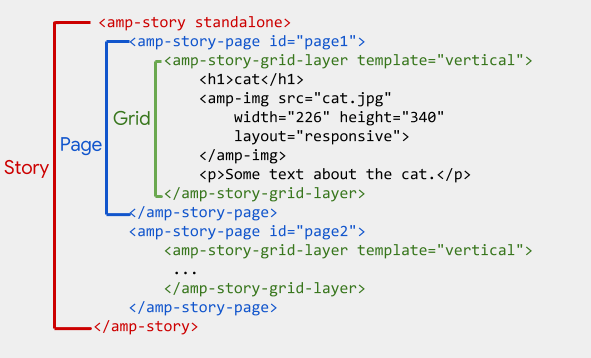 <amp-story standalone>
<amp-story-page id="page1">
<amp-story-grid-layer template="vertical">
<h1>cat</h1>
<amp-img src="cat.jpg"
width="226" height="340"
layout="responsive">
</amp-img>
<p>Some text about the cat.</p>
</amp-story-grid-layer>
</amp-story-page>
<amp-story-page id="page2">
<amp-story-grid-layer template="vertical">
...
</amp-story-grid-layer>
</amp-story-page>
</amp-story>
Story
Page
Grid